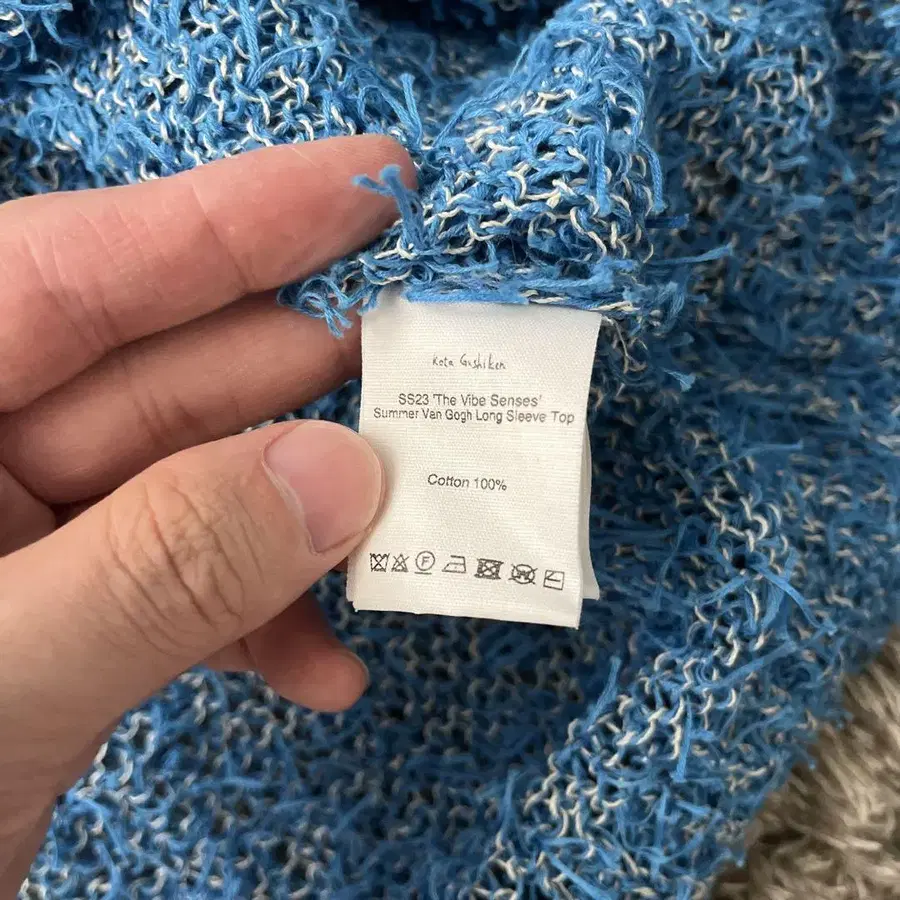 Kota Gushiken
SS23 'The Vibe Senses'
Summer Van Gogh Long Sleeve Top
Cotton 100%
F